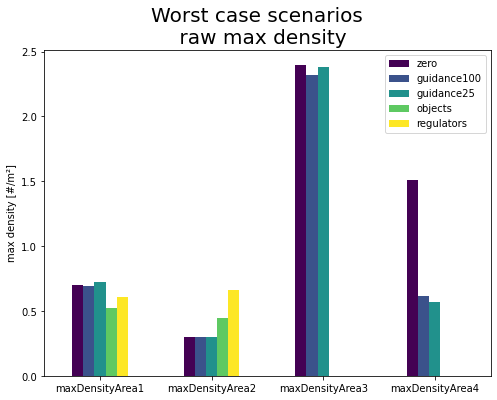 Worst case scenarios
raw max density
max density [#/m²]
2.5
2.0
1.5
1.0
0.5
0.0
zero
guidance100
guidance25
objects
regulators
maxDensityArea1 maxDensityArea2 maxDensityArea3 maxDensityArea4